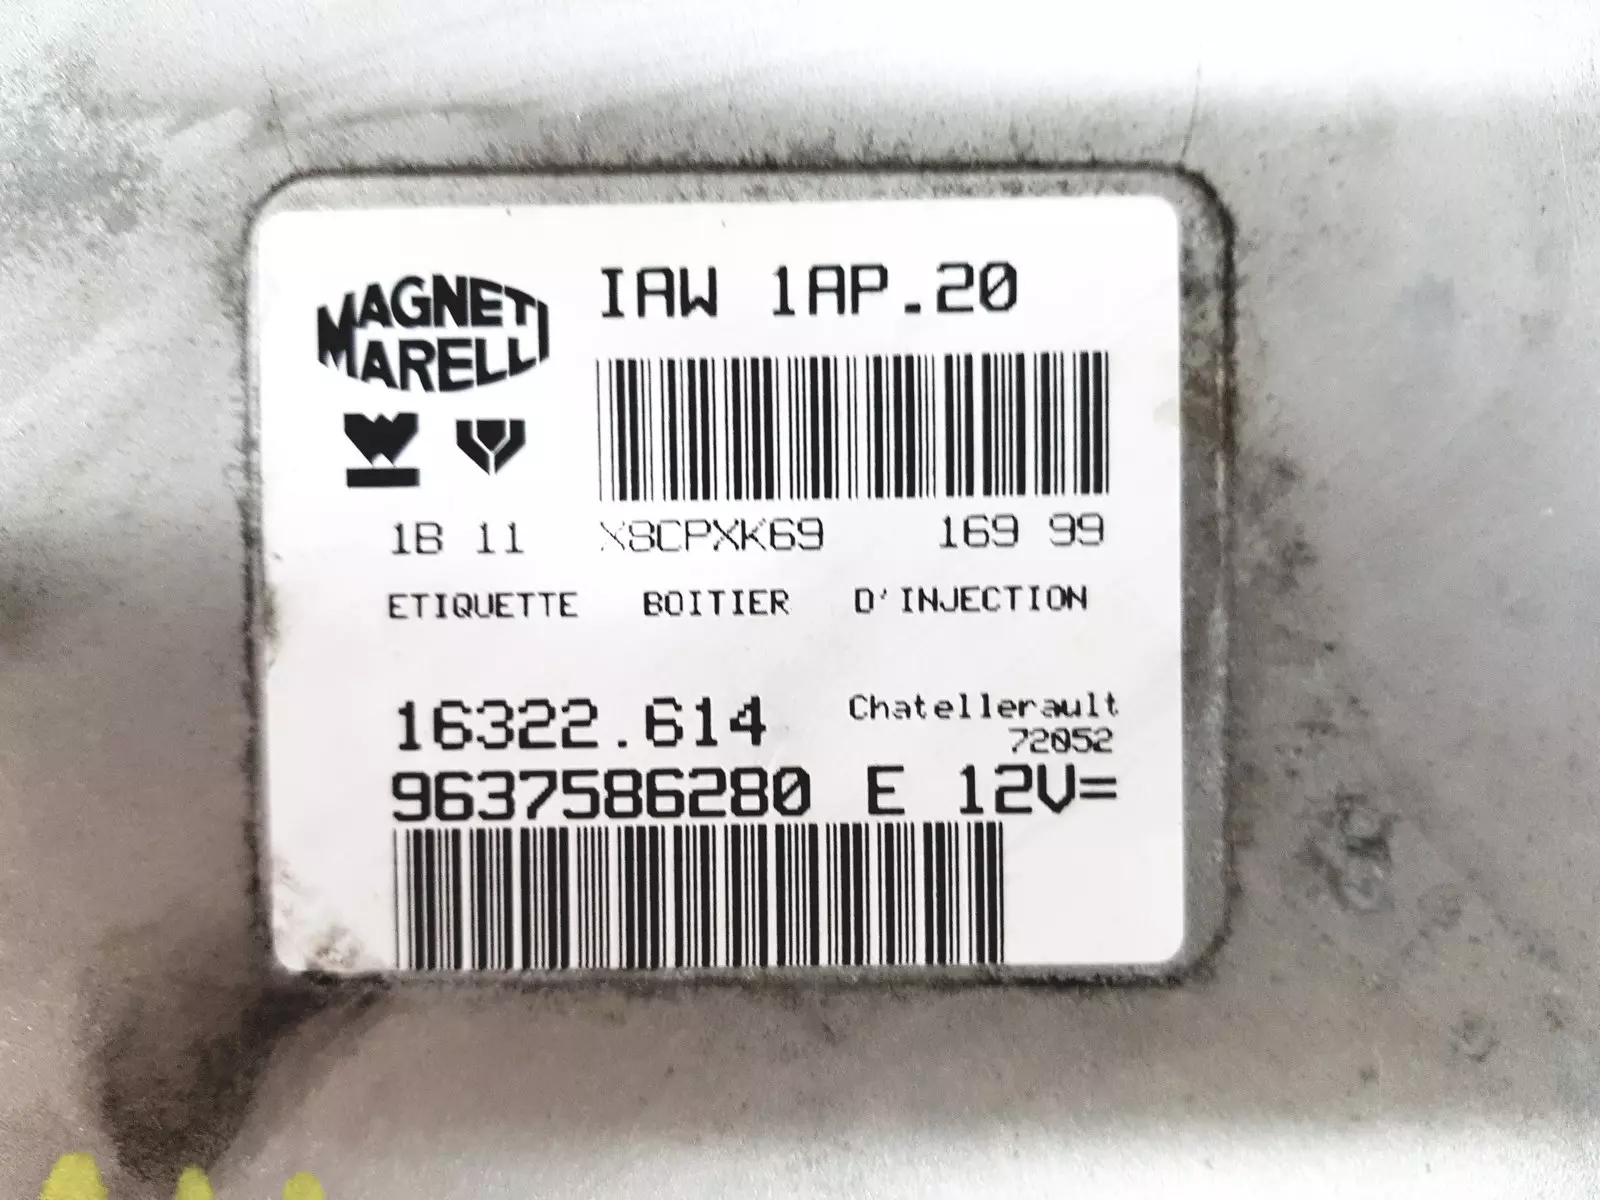 IAW 1AP.20
MAGNETI
MARELLI
1B 11 X8CPXK69 169 99
ETIQUETTE BOITIER D'INJECTION
16322.614 Chatellerault
72052
9637586280 E 12V=